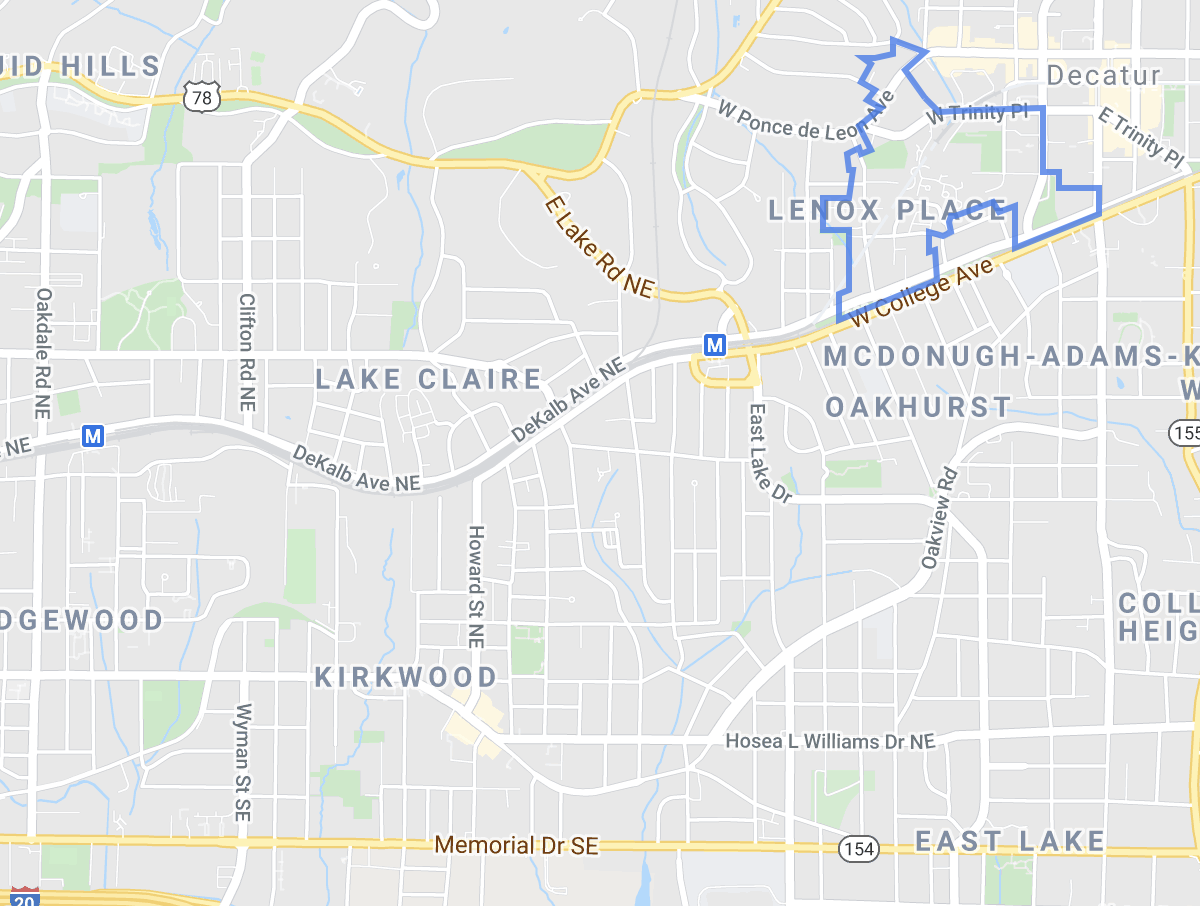 UID HILLS
78
Decatur
W Ponce de Leon Ave
W Trinity Pl
E Trinity Pl
LENOX PLACE
E Lake Rd NE
W College Ave
Oakdale Rd NE
Clifton Rd NE
M
MCDONUGH-ADAMS-K
W
LAKE CLAIRE
DeKalb Ave NE
OAKHURST
NE
M
DeKalb Ave NE
East Lake Dr
155
Oakview Rd
Howard St NE
DGEWOOD
COLL
HEIG
KIRKWOOD
Wyman St SE
Hosea L Williams Dr NE
Memorial Dr SE
154
EAST LAKE
20